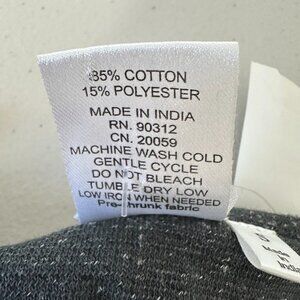 85% COTTON
15% POLYESTER
MADE IN INDIA
RN. 90312
CN. 20059
MACHINE WASH COLD
GENTLE CYCLE
DO NOT BLEACH
TUMBLE DRY LOW
LOW IRON WHEN NEEDED
Pre-shrunk fabric